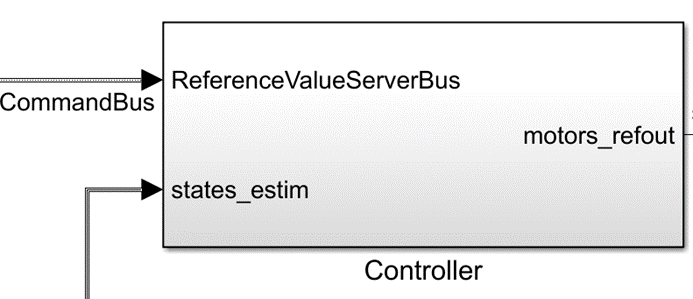 ReferenceValueServerBus
CommandBus
motors_refout
states_estim
Controller